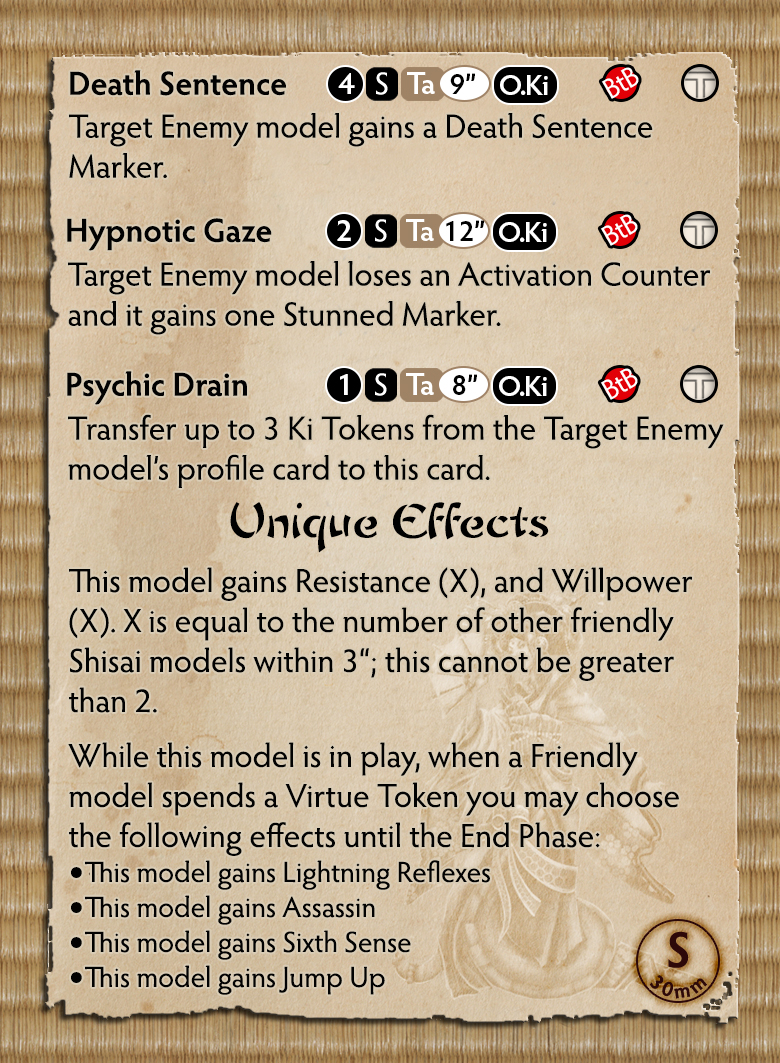 Death Sentence 4 S Ta 9” O.Ki BtB T
Target Enemy model gains a Death Sentence
Marker.
Hypnotic Gaze 2 S Ta 12” O.Ki BtB T
Target Enemy model loses an Activation Counter
and it gains one Stunned Marker.
Psychic Drain 1 S Ta 8” O.Ki BtB T
Transfer up to 3 Ki Tokens from the Target Enemy
model’s profile card to this card.
Unique Effects
This model gains Resistance (X), and Willpower
(X). X is equal to the number of other friendly
Shisai models within 3“; this cannot be greater
than 2.
While this model is in play, when a Friendly
model spends a Virtue Token you may choose
the following effects until the End Phase:
•This model gains Lightning Reflexes
•This model gains Assassin
•This model gains Sixth Sense
•This model gains Jump Up
S
30mm